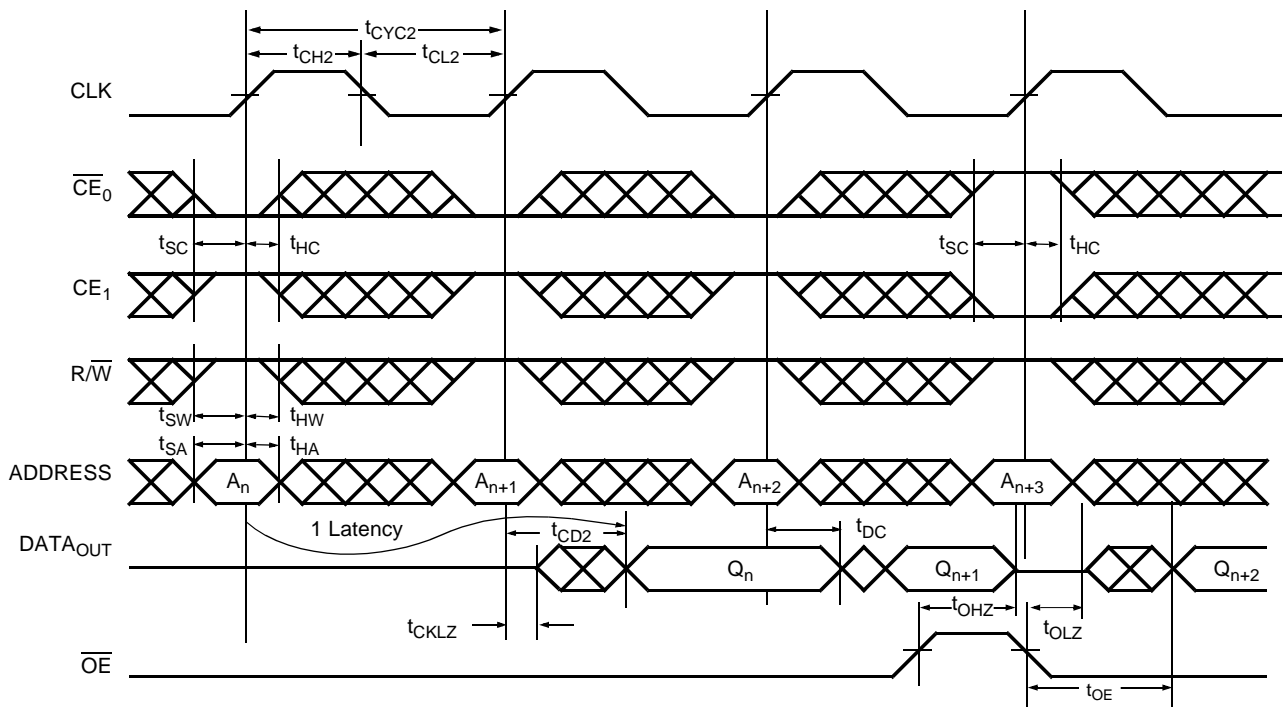 tCYC2
tCH2 tCL2
CLK
CE0
tSC tHC tSC tHC
CE1
R/W
tSW tHW
tSA tHA
ADDRESS An An+1 An+2 An+3
1 Latency tCD2 tDC
DATAOUT
Qn Qn+1 Qn+2
tOHZ
tCKLZ tOLZ
OE
tOE